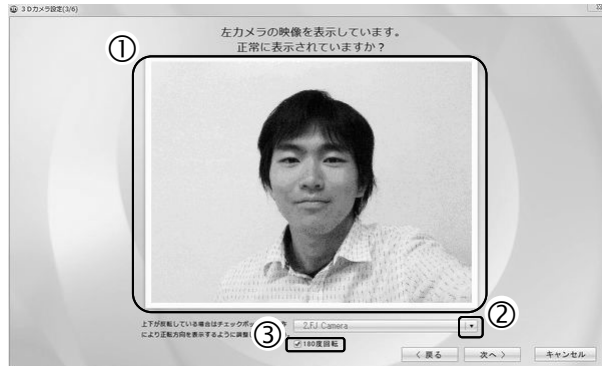 3Dカメラ設定(3/6)
左カメラの映像を表示しています。
正常に表示されていますか？
①
上下が反転している場合はチェックボッ
作
2.FJ Camera
②
により正転方向を表示するように調整
③
180度回転
< 戻る
次へ >
キャンセル